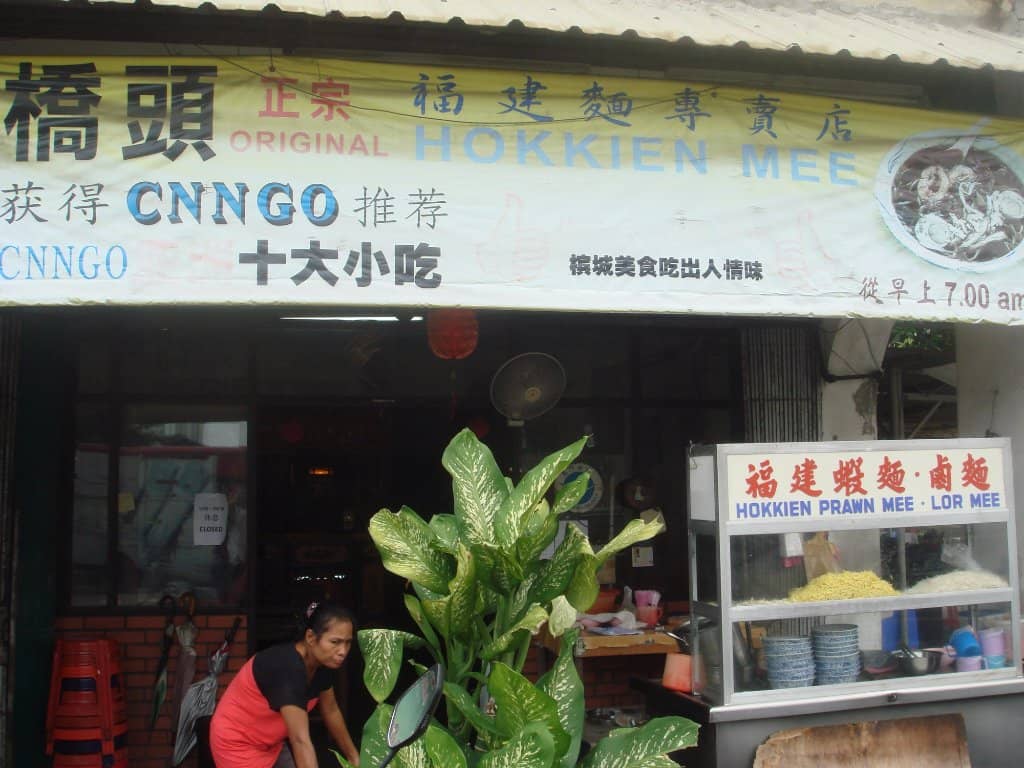 橋頭 正宗 福建麵專賣店
ORIGINAL HOKKIEN MEE
获得 CNNGO 推荐
CNNGO 十大小吃 槟城美食吃出人情味
從早上 7.00 am
福建蝦麵·鹵麵
HOKKIEN PRAWN MEE · LOR MEE
休息
CLOSED